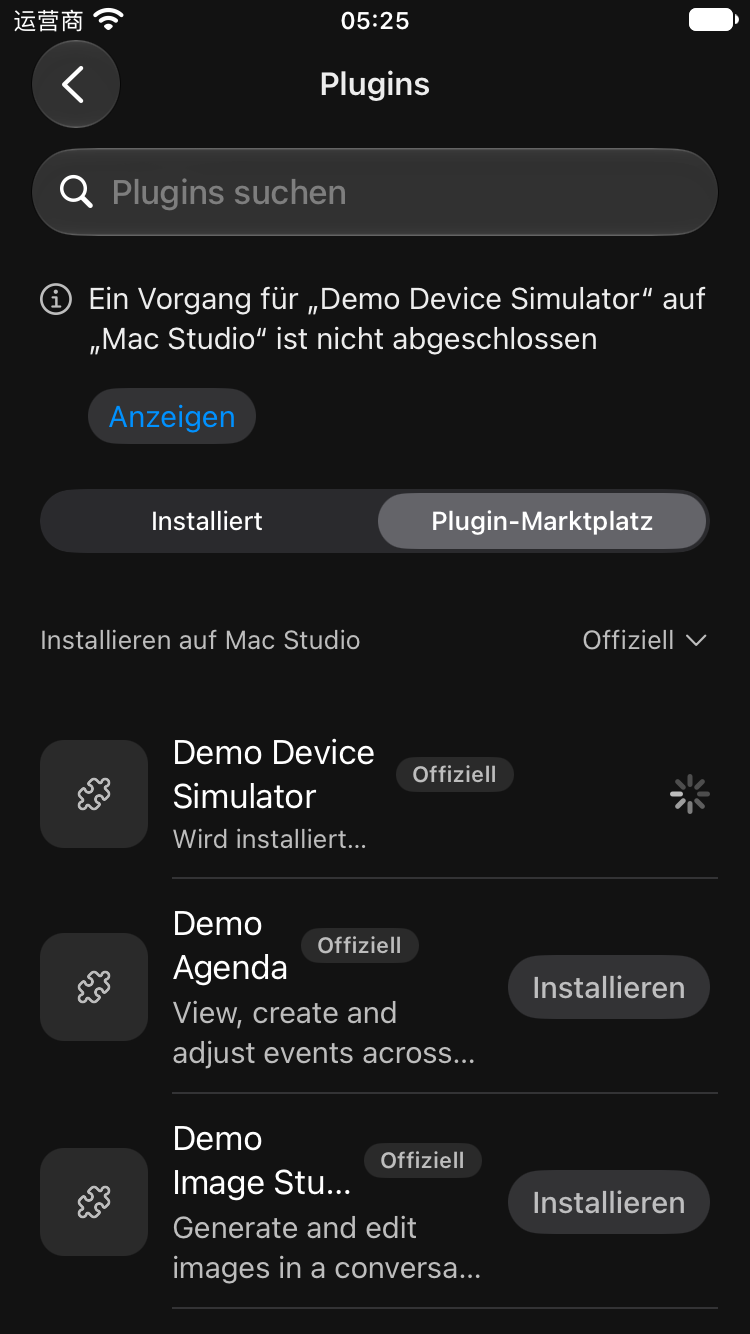 运营商
05:25
Plugins
Plugins suchen
Ein Vorgang für „Demo Device Simulator“ auf
„Mac Studio“ ist nicht abgeschlossen
Anzeigen
Installiert
Plugin-Marktplatz
Installieren auf Mac Studio
Offiziell
Demo Device
Simulator
Offiziell
Wird installiert...
Demo
Agenda
Offiziell
View, create and
adjust events across...
Installieren
Demo
Image Stu...
Offiziell
Generate and edit
images in a conversa...
Installieren